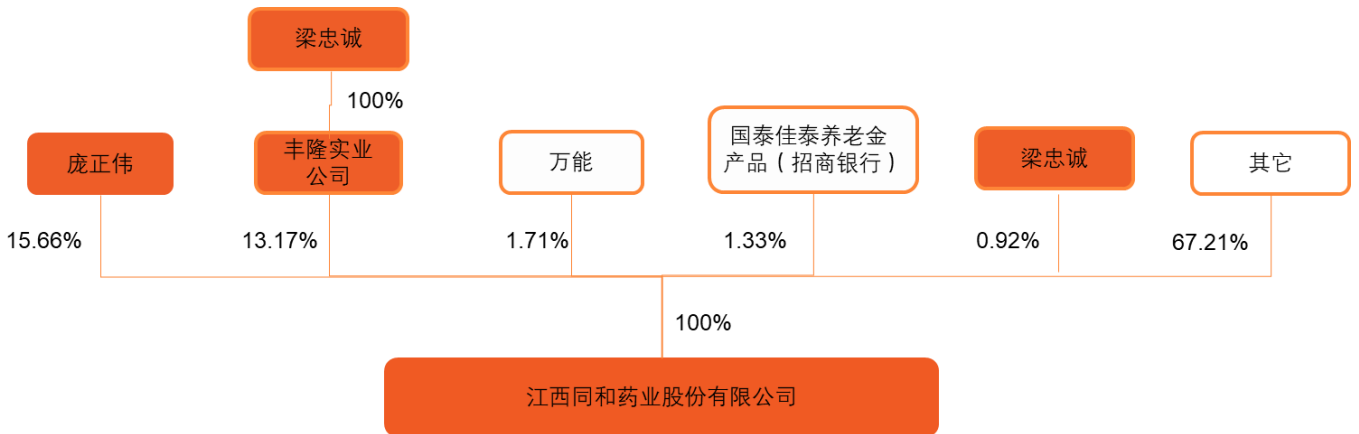 梁忠诚
100%
庞正伟
丰隆实业
公司
万能
国泰佳泰养老金
产品（招商银行）
梁忠诚
其它
15.66%
13.17%
1.71%
1.33%
0.92%
67.21%
100%
江西同和药业股份有限公司